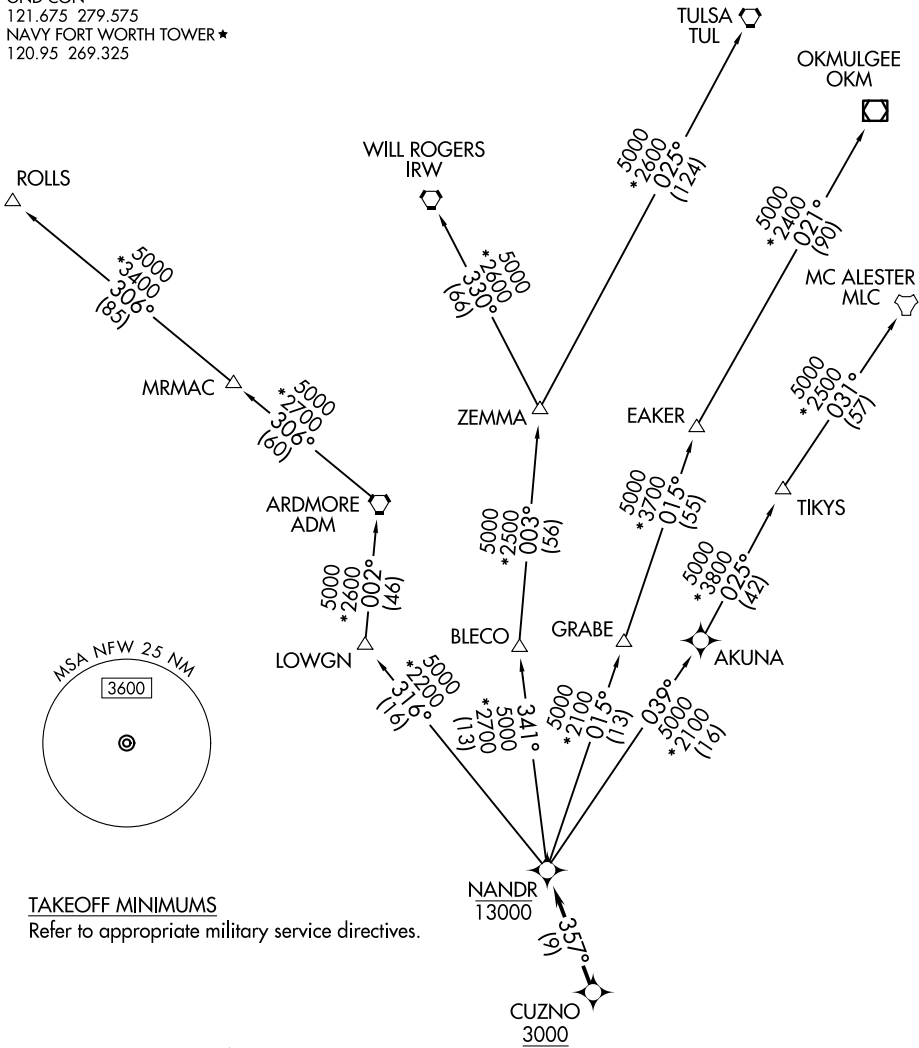 121.675 279.575
NAVY FORT WORTH TOWER ★
120.95 269.325
TULSA
TUL
OKMULGEE
OKM
WILL ROGERS
IRW
ROLLS
5000
*2600
025°
(124)
5000
*2400
021°
(90)
5000
*3400
306°
(85)
5000
*2600
330°
(66)
MC ALESTER
MLC
MRMAC
5000
*2700
306°
(60)
ZEMMA
EAKER
5000
*2500
031°
(57)
ARDMORE
ADM
5000
*2500
003°
(56)
5000
*3700
015°
(55)
TIKYS
5000
*2600
002°
(46)
5000
*3800
025°
(42)
LOWGN
BLECO
GRABE
AKUNA
MSA NFW 25 NM
3600
5000
*2200
316°
(16)
341°
5000
*2700
(13)
5000
*2100
015°
(13)
039°
5000
*2100
(16)
NANDR
13000
TAKEOFF MINIMUMS
Refer to appropriate military service directives.
357°
(9)
CUZNO
3000